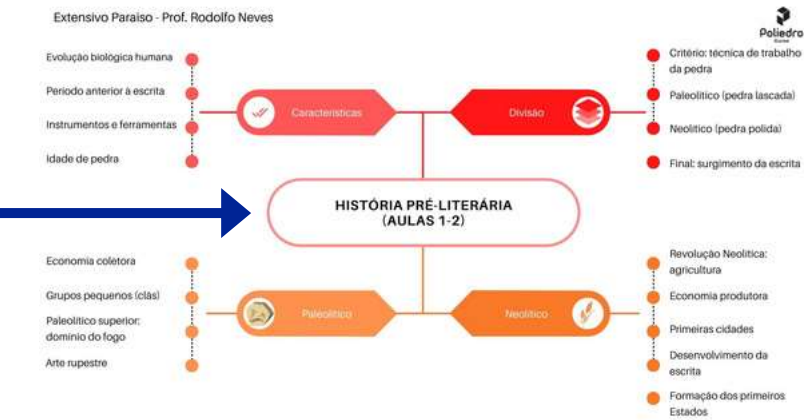 Extensivo Paraiso - Prof. Rodolfo Neves
Poliedro
Evolução biológica humana
Período anterior à escrita
Instrumentos e ferramentas
Idade de pedra
Características
Divisão
Critério: técnica de trabalho
da pedra
Paleolítico (pedra lascada)
Neolítico (pedra polida)
Final: surgimento da escrita
HISTÓRIA PRÉ-LITERÁRIA
(AULAS 1-2)
Economia coletora
Grupos pequenos (clãs)
Paleolítico superior:
domínio do fogo
Arte rupestre
Paleolítico
Neolítico
Revolução Neolítica:
agricultura
Economia produtora
Primeiras cidades
Desenvolvimento da
escrita
Formação dos primeiros
Estados